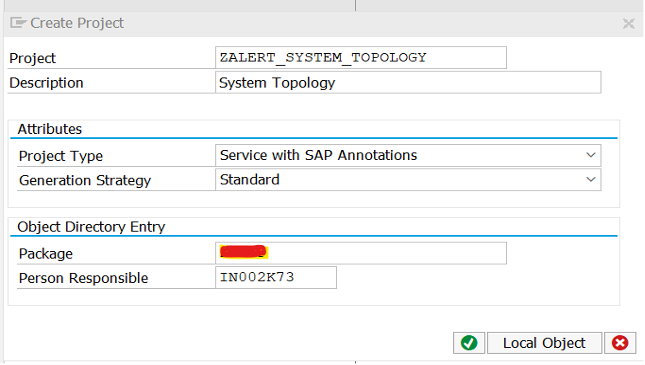 Create Project
Project ZALERT_SYSTEM_TOPOLOGY
Description System Topology
Attributes
Project Type Service with SAP Annotations
Generation Strategy Standard
Object Directory Entry
Package
Person Responsible IN002K73
Local Object